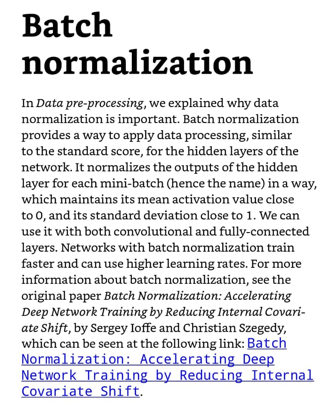 Batch
normalization
In Data pre-processing, we explained why data
normalization is important. Batch normalization
provides a way to apply data processing, similar
to the standard score, for the hidden layers of the
network. It normalizes the outputs of the hidden
layer for each mini-batch (hence the name) in a way,
which maintains its mean activation value close
to 0, and its standard deviation close to 1. We can
use it with both convolutional and fully-connected
layers. Networks with batch normalization train
faster and can use higher learning rates. For more
information about batch normalization, see the
original paper Batch Normalization: Accelerating
Deep Network Training by Reducing Internal Covari-
ate Shift, by Sergey Ioffe and Christian Szegedy,
which can be seen at the following link: Batch
Normalization: Accelerating Deep
Network Training by Reducing Internal
Covariate Shift.